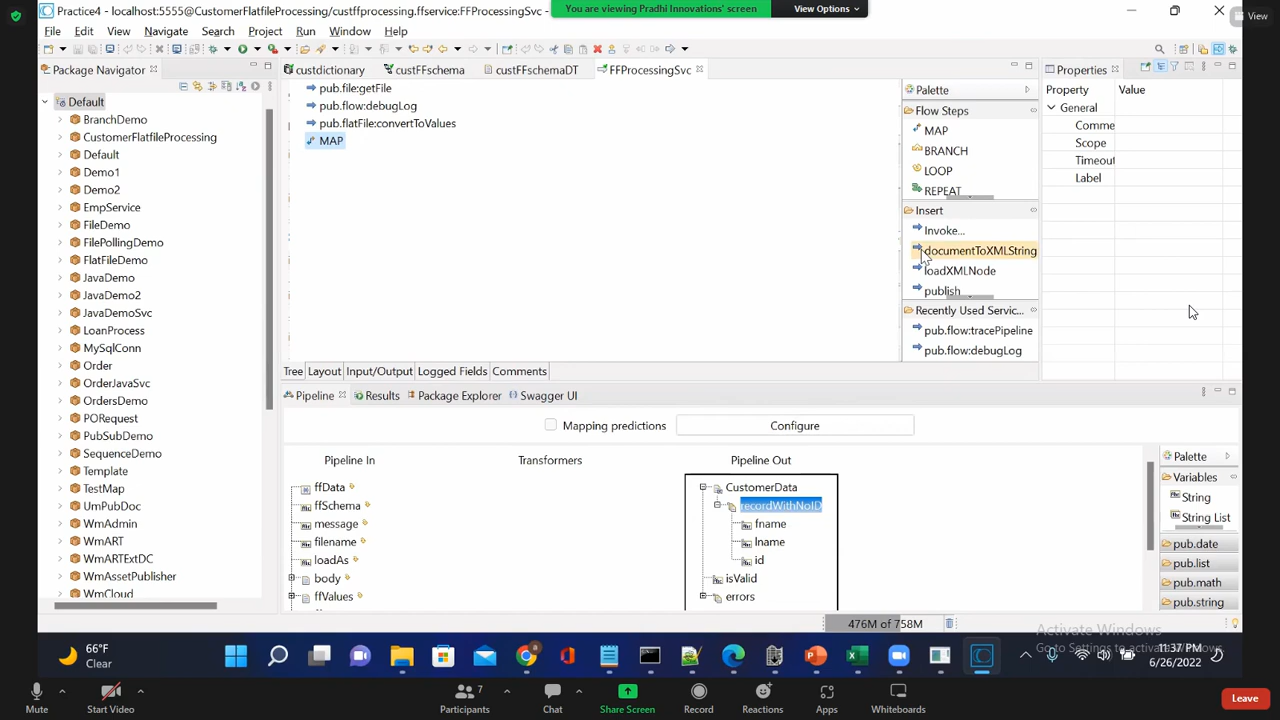 Practice4 - localhost:5555@CustomerFlatfileProcessing/custffprocessing.ffservice:FFProcessingSvc -
You are viewing Pradhi Innovations' screen
View Options
View
File Edit View Navigate Search Project Run Window Help
Package Navigator
custdictionary
custFFschema
custFFschemaDT
FFProcessingSvc
Properties
Default
BranchDemo
CustomerFlatfileProcessing
Default
Demo1
Demo2
EmpService
FileDemo
FilePollingDemo
FlatFileDemo
JavaDemo
JavaDemo2
JavaDemoSvc
LoanProcess
MySqlConn
Order
OrderJavaSvc
OrdersDemo
PORequest
PubSubDemo
SequenceDemo
Template
TestMap
UmPubDoc
WmAdmin
WmART
WmARTExtDC
WmAssetPublisher
WmCloud
pub.file:getFile
pub.flow:debugLog
pub.flatFile:convertToValues
MAP
Palette
Flow Steps
MAP
BRANCH
LOOP
REPEAT
Insert
Invoke...
documentToXMLString
loadXMLNode
publish
Recently Used Servic...
pub.flow:tracePipeline
pub.flow:debugLog
Property Value
General
Comme
Scope
Timeout
Label
Tree Layout Input/Output Logged Fields Comments
Pipeline
Results
Package Explorer
Swagger UI
Mapping predictions
Configure
Pipeline In
Transformers
Pipeline Out
ffData
ffSchema
message
filename
loadAs
body
ffValues
CustomerData
recordWithNoID
fname
lname
id
isValid
errors
Palette
Variables
String
String List
pub.date
pub.list
pub.math
pub.string
476M of 758M
Activate Windows
Go to Settings to activate Windows.
66°F
Clear
11:37 PM
6/26/2022
Mute
Start Video
7
Participants
Chat
Share Screen
Record
Reactions
Apps
Whiteboards
Leave